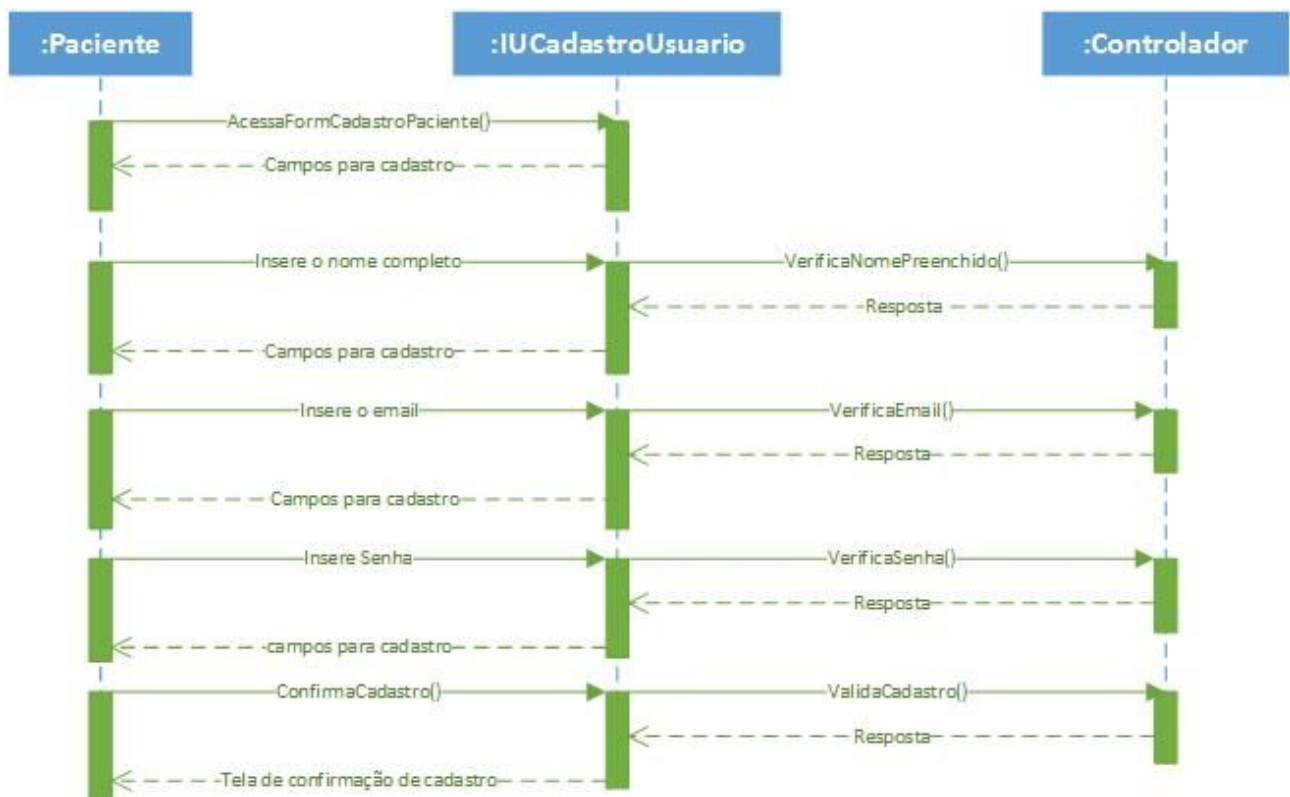 :Paciente
:IUCadastroUsuario
:Controlador
AcessaFormCadastroPaciente()
Campos para cadastro
Insere o nome completo
VerificaNomePreenchido()
Resposta
Campos para cadastro
Insere o email
VerificaEmail()
Resposta
Campos para cadastro
Insere Senha
VerificaSenha()
Resposta
campos para cadastro
ConfirmaCadastro()
ValidaCadastro()
Resposta
Tela de confirmação de cadastro